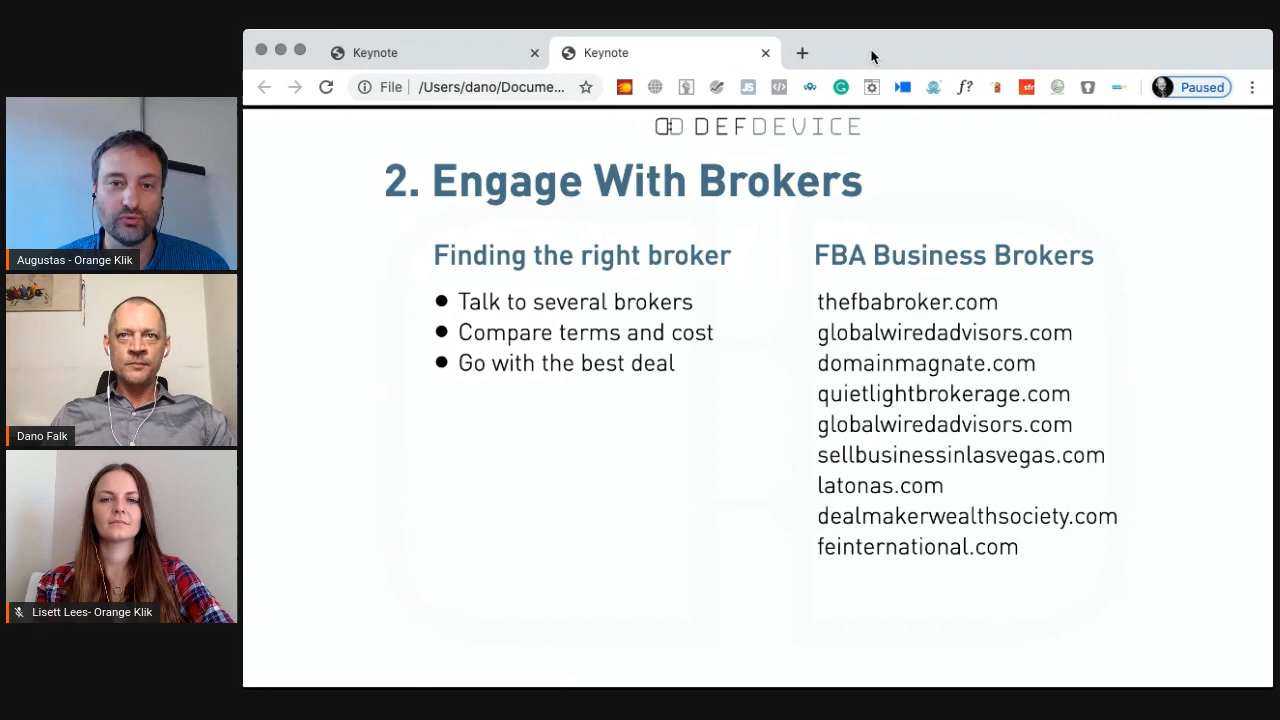 Keynote
Keynote
File
/Users/dano/Docume...
JS
f?
sfr
Paused
DEFDEVICE
2. Engage With Brokers
Finding the right broker
Talk to several brokers
Compare terms and cost
Go with the best deal
FBA Business Brokers
thefbabroker.com
globalwiredadvisors.com
domainmagnate.com
quietlightbrokerage.com
globalwiredadvisors.com
sellbusinessinlasvegas.com
latonas.com
dealmakerwealthsociety.com
feinternational.com
Augustas - Orange Klik
Dano Falk
Lisett Lees- Orange Klik